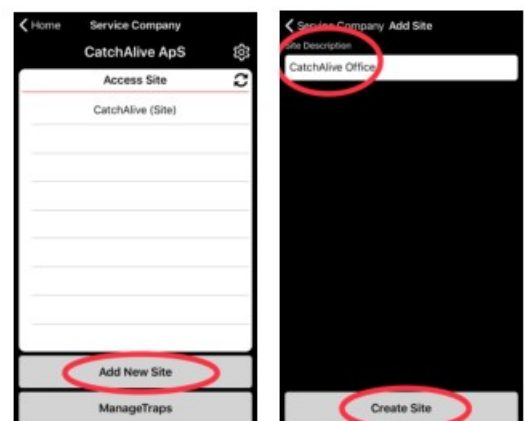 Home Service Company
CatchAlive ApS
Access Site
CatchAlive (Site)
Add New Site
ManageTraps
Service Company Add Site
Site Description
CatchAlive Office
Create Site